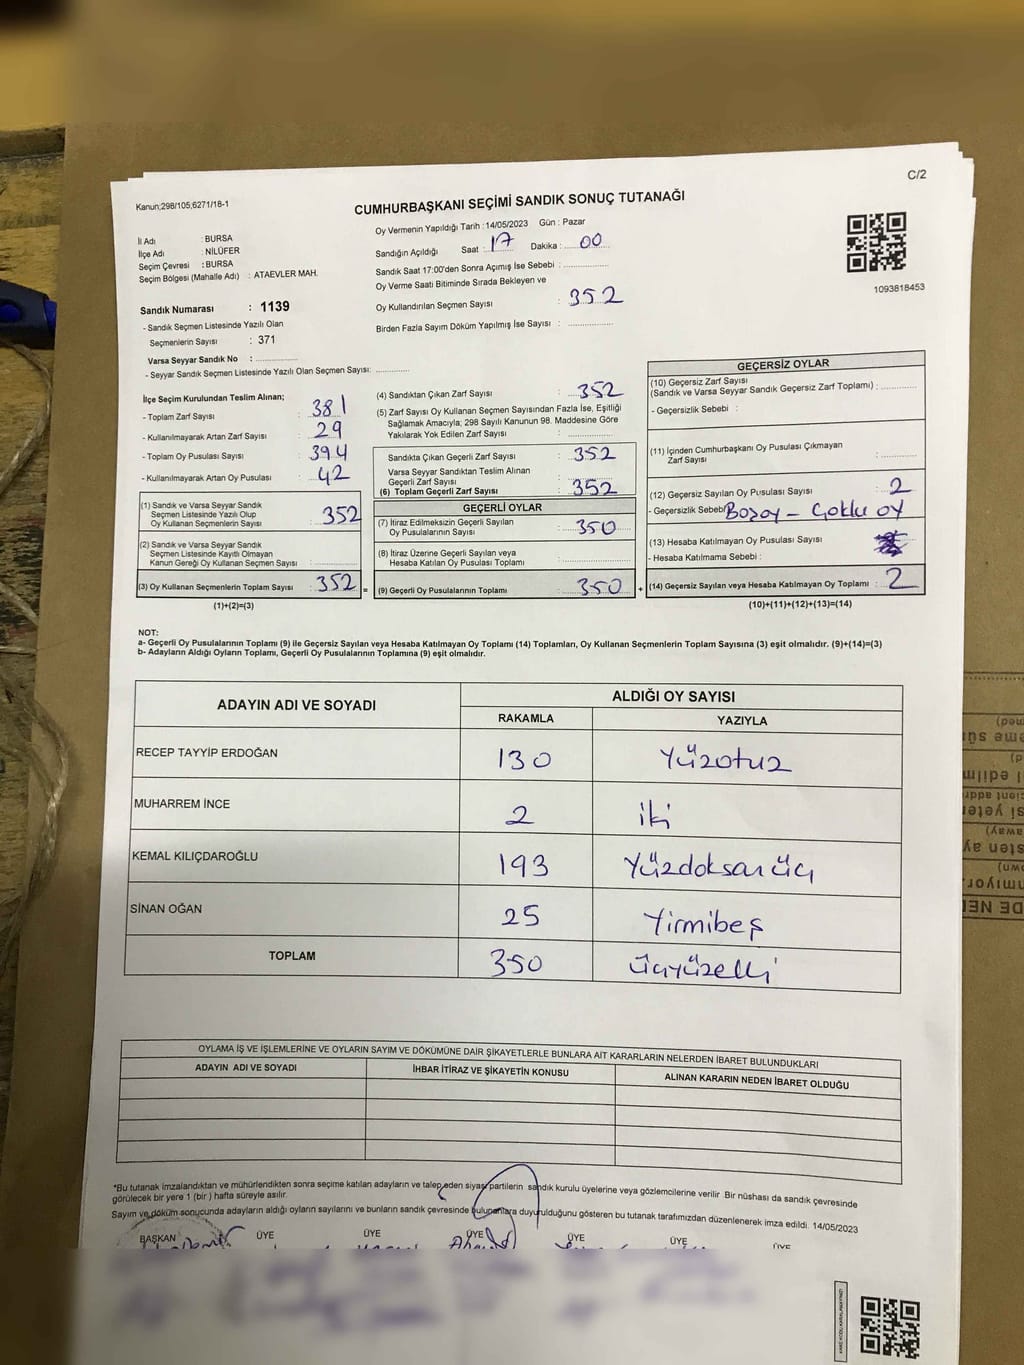 C/2
Kanun;298/105,6271/18-1
CUMHURBAŞKANI SEÇİMİ SANDIK SONUÇ TUTANAĞI
Oy Vermenin Yapıldığı Tarih :14/05/2023 Gün : Pazar
İl Adı : BURSA
İlçe Adı : NİLÜFER
Seçim Çevresi : BURSA
Seçim Bölgesi (Mahalle Adı) : ATAEVLER MAH.
Sandık Numarası : 1139
- Sandık Seçmen Listesinde Yazılı Olan
Seçmenlerin Sayısı : 371
Varsa Seyyar Sandık No : ..............
- Seyyar Sandık Seçmen Listesinde Yazılı Olan Seçmen Sayısı: ............
Sandığın Açıldığı Saat : 17 Dakika : 00
Sandık Saat 17:00'den Sonra Açımış İse Sebebi : ..............
Oy Verme Saati Bitiminde Sırada Bekleyen ve
Oy Kullandırılan Seçmen Sayısı : 352
Birden Fazla Sayım Döküm Yapılmış İse Sayısı : ..............
1093818453
İlçe Seçim Kurulundan Teslim Alınan;
- Toplam Zarf Sayısı : 381
- Kullanılmayarak Artan Zarf Sayısı : 29
- Toplam Oy Pusulası Sayısı : 394
- Kullanılmayarak Artan Oy Pusulası : 42
(1) Sandık ve Varsa Seyyar Sandık
Seçmen Listesinde Yazılı Olup
Oy Kullanan Seçmenlerin Sayısı : 352
(2) Sandık ve Varsa Seyyar Sandık
Seçmen Listesinde Kayıtlı Olmayan
Kanun Gereği Oy Kullanan Seçmen Sayısı : ..............
(3) Oy Kullanan Seçmenlerin Toplam Sayısı : 352 =
(1)+(2)=(3)
(4) Sandıktan Çıkan Zarf Sayısı : 352
(5) Zarf Sayısı Oy Kullanan Seçmen Sayısından Fazla İse, Eşitliği
Sağlamak Amacıyla; 298 Sayılı Kanunun 98. Maddesine Göre
Yakılarak Yok Edilen Zarf Sayısı : ..............
Sandıkta Çıkan Geçerli Zarf Sayısı : 352
Varsa Seyyar Sandıktan Teslim Alınan
Geçerli Zarf Sayısı :
(6) Toplam Geçerli Zarf Sayısı : 352
GEÇERLİ OYLAR
(7) İtiraz Edilmeksizin Geçerli Sayılan
Oy Pusulalarının Sayısı : 350
(8) İtiraz Üzerine Geçerli Sayılan veya
Hesaba Katılan Oy Pusulası Toplamı : ..............
(9) Geçerli Oy Pusulalarının Toplamı : 350 +
GEÇERSİZ OYLAR
(10) Geçersiz Zarf Sayısı
(Sandık ve Varsa Seyyar Sandık Geçersiz Zarf Toplamı) : ............
- Geçersizlik Sebebi :
(11) İçinden Cumhurbaşkanı Oy Pusulası Çıkmayan
Zarf Sayısı : ............
(12) Geçersiz Sayılan Oy Pusulası Sayısı : 2
- Geçersizlik Sebebi Bozoy - Çoklu oy
(13) Hesaba Katılmayan Oy Pusulası Sayısı :
- Hesaba Katılmama Sebebi :
(14) Geçersiz Sayılan veya Hesaba Katılmayan Oy Toplamı : 2
(10)+(11)+(12)+(13)=(14)
NOT:
a- Geçerli Oy Pusulalarının Toplamı (9) ile Geçersiz Sayılan veya Hesaba Katılmayan Oy Toplamı (14) Toplamları, Oy Kullanan Seçmenlerin Toplam Sayısına (3) eşit olmalıdır. (9)+(14)=(3)
b- Adayların Aldığı Oyların Toplamı, Geçerli Oy Pusulalarının Toplamına (9) eşit olmalıdır.
ADAYIN ADI VE SOYADI
ALDIĞI OY SAYISI
RAKAMLA YAZIYLA
RECEP TAYYİP ERDOĞAN 130 Yüzotuz
MUHARREM İNCE 2 iki
KEMAL KILIÇDAROĞLU 193 Yüzdoksanüç
SİNAN OĞAN 25 Yirmibeş
TOPLAM 350 üçyüzelli
OYLAMA İŞ VE İŞLEMLERİNE VE OYLARIN SAYIM VE DÖKÜMÜNE DAİR ŞİKAYETLERLE BUNLARA AİT KARARLARIN NELERDEN İBARET BULUNDUKLARI
ADAYIN ADI VE SOYADI İHBAR İTİRAZ VE ŞİKAYETİN KONUSU ALINAN KARARIN NEDEN İBARET OLDUĞU
*Bu tutanak imzalandıktan ve mühürlendikten sonra seçime katılan adayların ve talep eden siyasi partilerin sandık kurulu üyelerine veya gözlemcilerine verilir. Bir nüshası da sandık çevresinde
görülecek bir yere 1 (bir) hafta süreyle asılır.
Sayım ve döküm sonucunda adayların aldığı oyların sayılarını ve bunların sandık çevresinde bulunanlara duyurulduğunu gösteren bu tutanak tarafımızdan düzenlenerek imza edildi. 14/05/2023
BAŞKAN ÜYE ÜYE ÜYE ÜYE ÜYE ÜYE